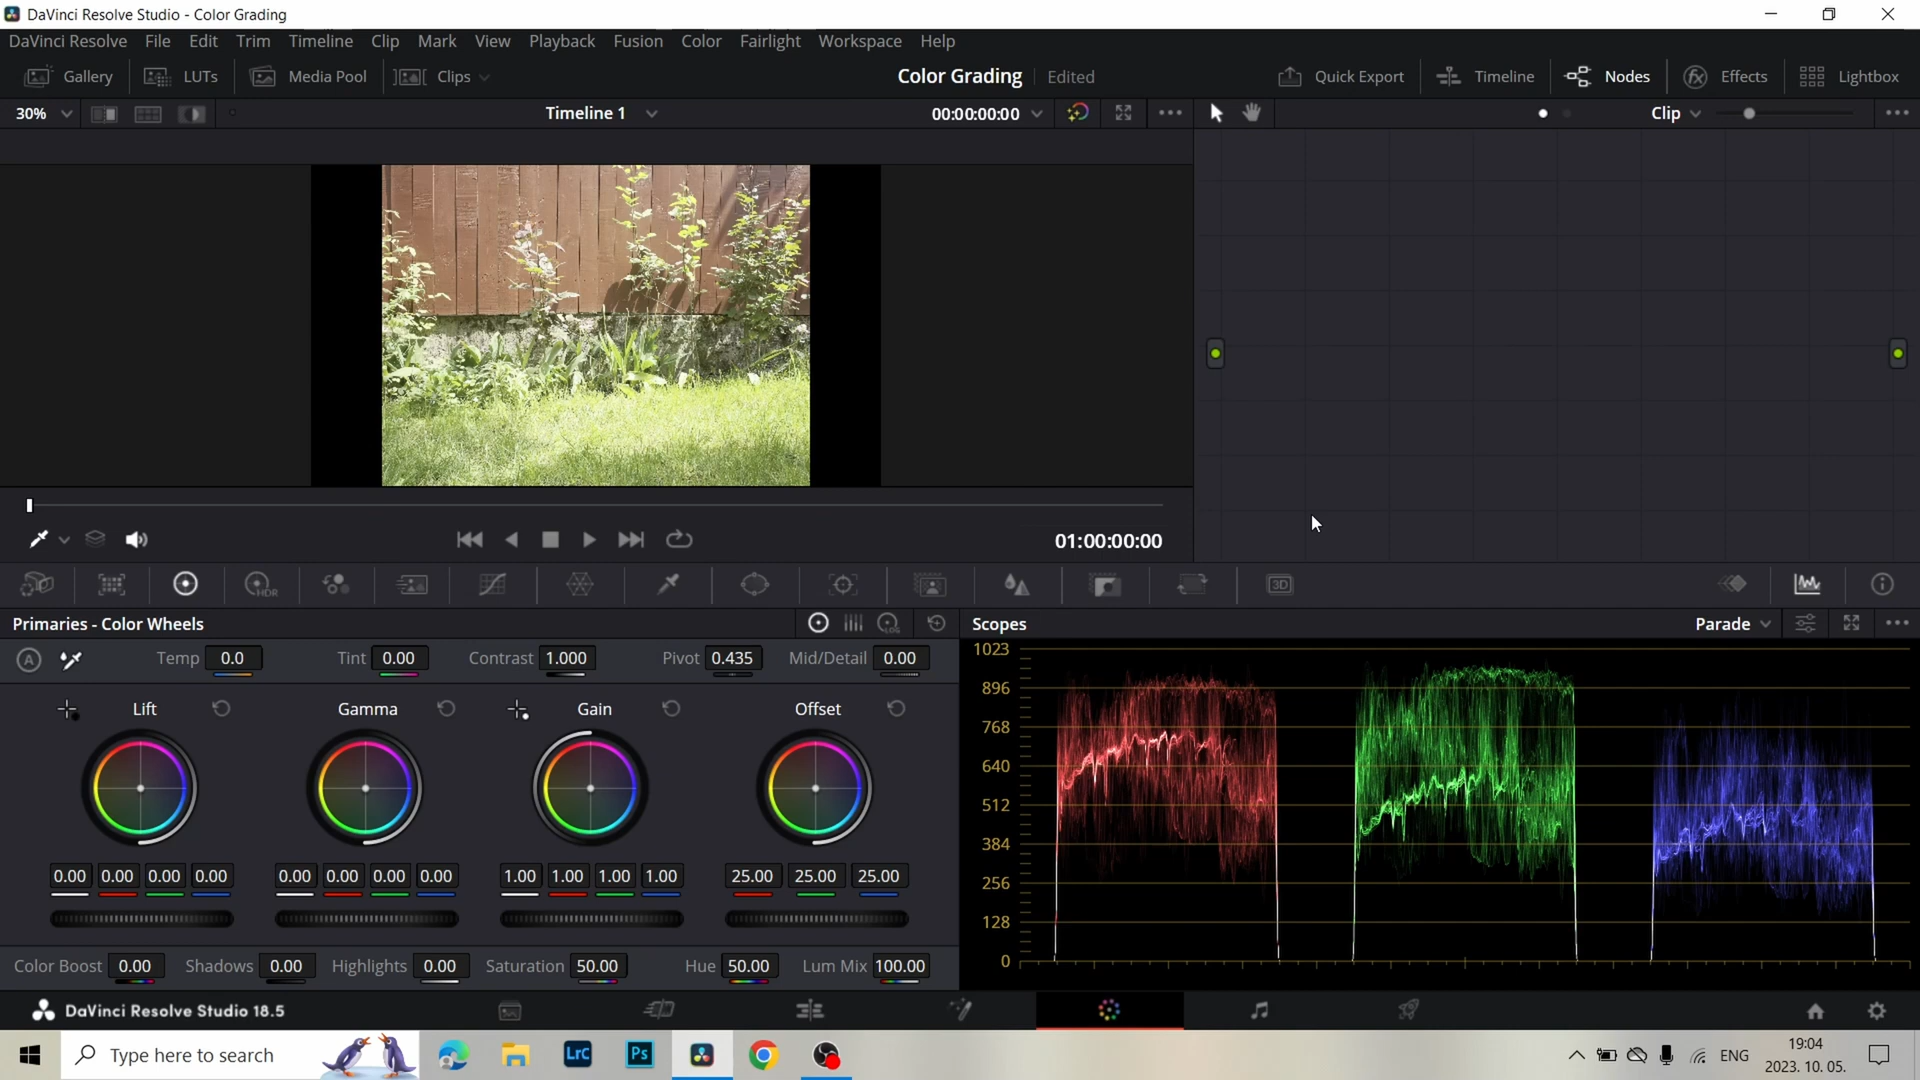 DaVinci Resolve Studio - Color Grading
DaVinci Resolve File Edit Trim Timeline Clip Mark View Playback Fusion Color Fairlight Workspace Help
Gallery LUTs Media Pool Clips Color Grading Edited Quick Export Timeline Nodes Effects Lightbox
30% Timeline 1 00:00:00:00 Clip
01:00:00:00
HDR 3D
Primaries - Color Wheels LOG Scopes Parade
A Temp 0.0 Tint 0.00 Contrast 1.000 Pivot 0.435 Mid/Detail 0.00
Lift Gamma Gain Offset
0.00 0.00 0.00 0.00 0.00 0.00 0.00 0.00 1.00 1.00 1.00 1.00 25.00 25.00 25.00
Color Boost 0.00 Shadows 0.00 Highlights 0.00 Saturation 50.00 Hue 50.00 Lum Mix 100.00
1023
896
768
640
512
384
256
128
0
DaVinci Resolve Studio 18.5
Type here to search LrC Ps ENG 19:04
2023. 10. 05.